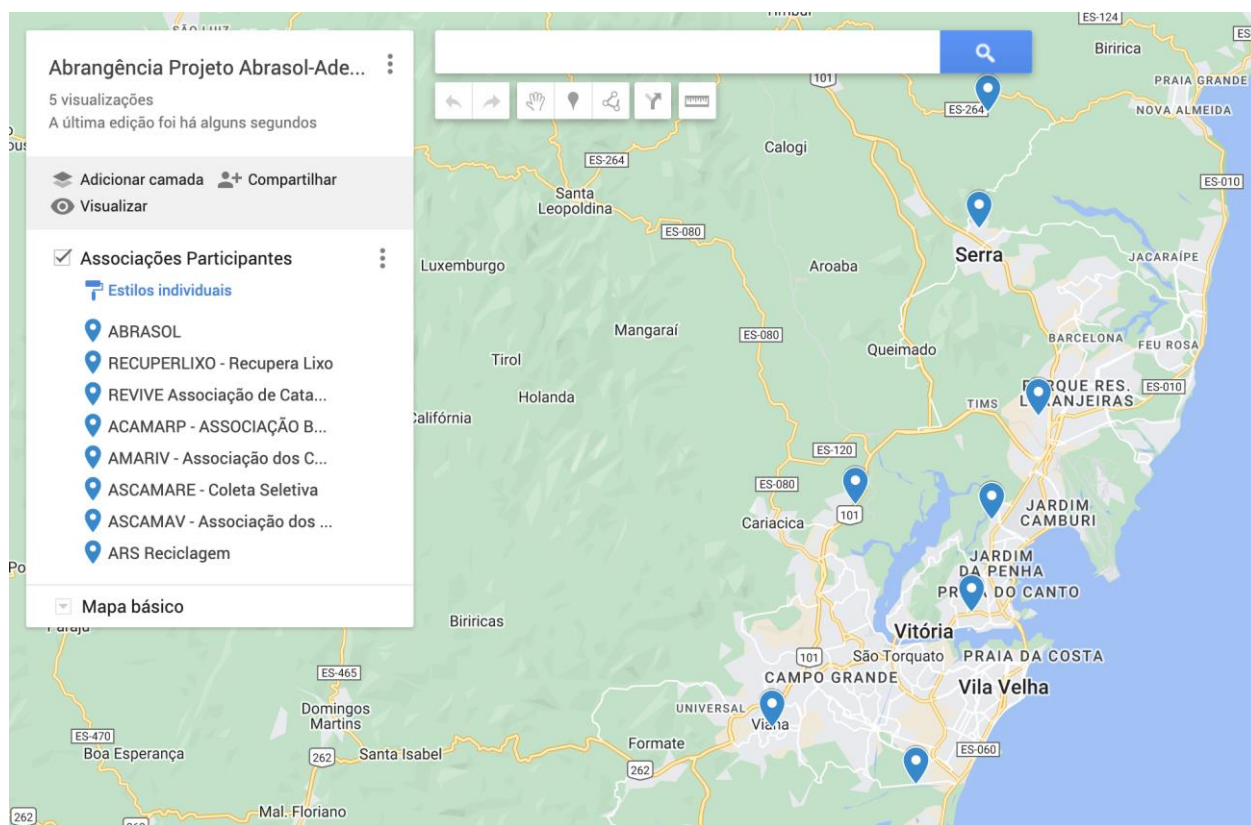 Abrangência Projeto Abrasol-Ade...
5 visualizações
A última edição foi há alguns segundos
Adicionar camada
Compartilhar
Visualizar
Associações Participantes
Estilos individuais
ABRASOL
RECUPERLIXO - Recupera Lixo
REVIVE Associação de Cata...
ACAMARP - ASSOCIAÇÃO B...
AMARIV - Associação dos C...
ASCAMARE - Coleta Seletiva
ASCAMAV - Associação dos ...
ARS Reciclagem
Mapa básico
ES-124
Biririca
101
PRAIA GRANDE
ES-264
NOVA ALMEIDA
Calogi
ES-264
ES-010
Santa
Leopoldina
ES-080
Serra
JACARAÍPE
Luxemburgo
Aroaba
Mangaraí
ES-080
BARCELONA
FEU ROSA
Queimado
Tirol
Holanda
ES-010
TIMS
Califórnia
ES-120
ES-080
101
Cariacica
JARDIM
CAMBURI
JARDIM
DA PENHA
DO CANTO
Biriricas
Vitória
101
São Torquato
PRAIA DA COSTA
ES-465
CAMPO GRANDE
Vila Velha
UNIVERSAL
Domingos
Martins
Viana
ES-470
Boa Esperança
262
Santa Isabel
Formate
ES-060
262
Mal. Floriano
262